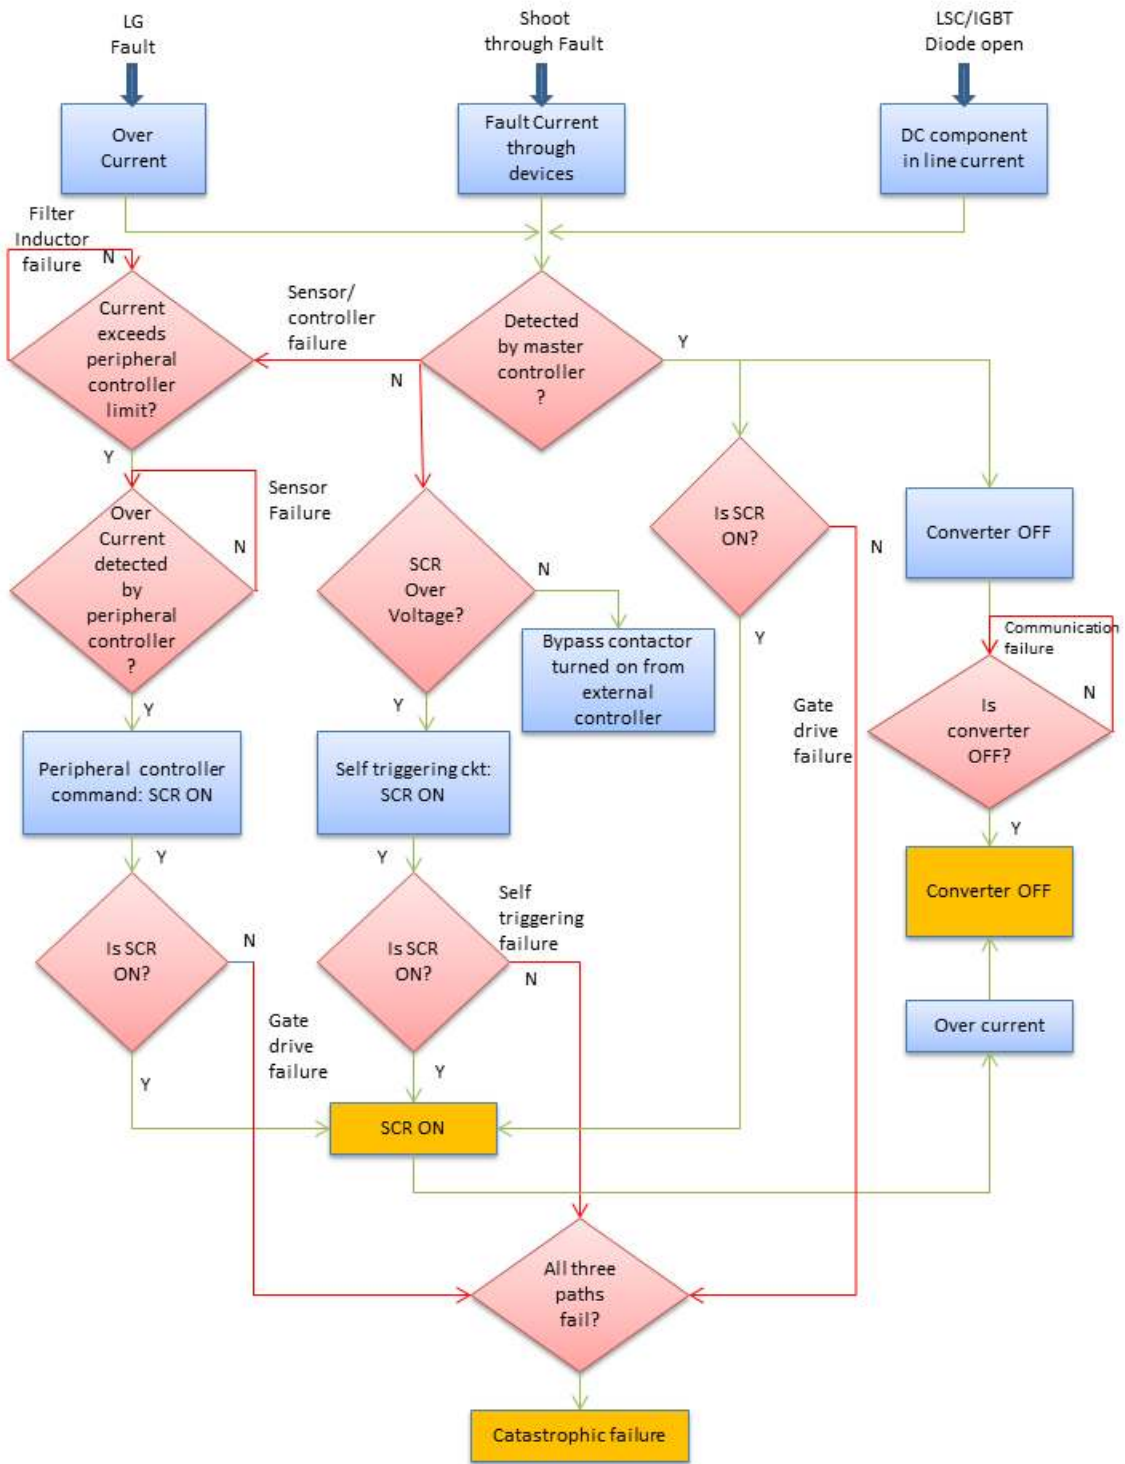 LG
Fault
Shoot
through Fault
LSC/IGBT
Diode open
Over
Current
Fault Current
through
devices
DC component
in line current
Filter
Inductor
failure
N
Current
exceeds
peripheral
controller
limit?
Sensor/
controller
failure
N
Detected
by master
controller
?
Y
Y
Over
Current
detected
by
peripheral
controller
?
Sensor
Failure
N
SCR
Over
Voltage?
N
Is SCR
ON?
N
Converter OFF
Bypass contactor
turned on from
external
controller
Y
Communication
failure
N
Is
converter
OFF?
Gate
drive
failure
Y
Y
Peripheral controller
command: SCR ON
Self triggering ckt:
SCR ON
Y
Y
Y
Converter OFF
Is SCR
ON?
N
Is SCR
ON?
Self
triggering
failure
N
Gate
drive
failure
Over current
Y
Y
SCR ON
All three
paths
fail?
Catastrophic failure